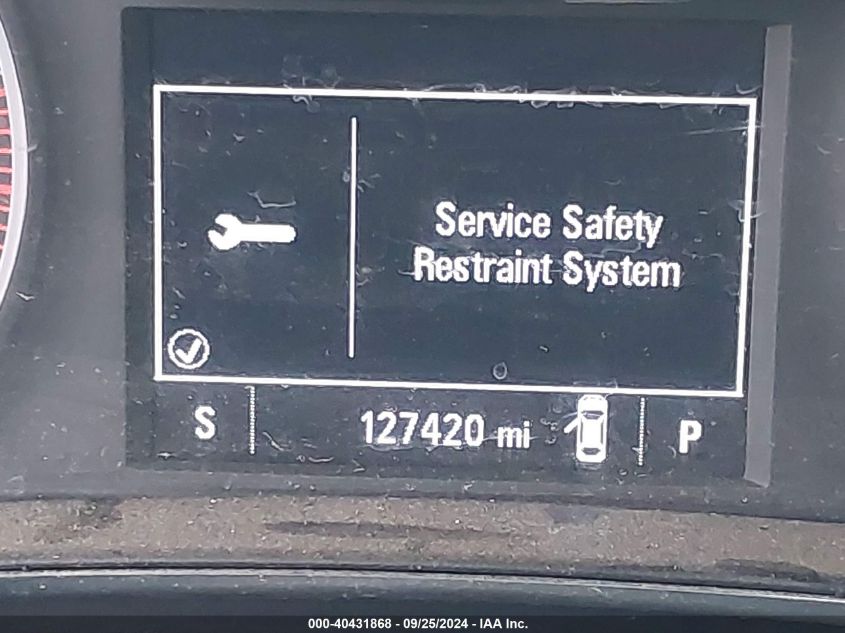 Service Safety
Restraint System
S 127420 mi P
000-40431868 - 09/25/2024 - IAA Inc.